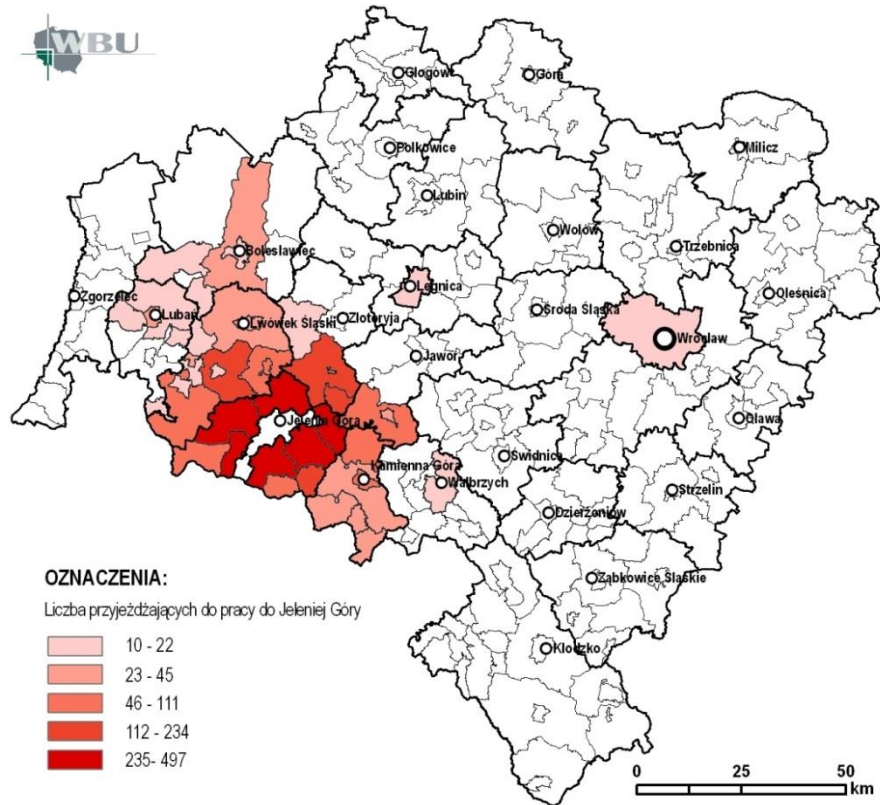 WBU
Głogów
Góra
Polkowice
Milicz
Lubin
Wołów
Trzebnica
Bolesławiec
Zgorzelec
Legnica
Oleśnica
Lubań
Lwówek Śląski
Złotoryja
Środa Śląska
Wrocław
Jawor
Jelenia Góra
Oława
Świdnica
Kamienna Góra
Wałbrzych
Strzelin
Dzierżoniów
Ząbkowice Śląskie
Kłodzko
OZNACZENIA:
Liczba przyjeżdżających do pracy do Jeleniej Góry
10 - 22
23 - 45
46 - 111
112 - 234
235- 497
0 25 50
km